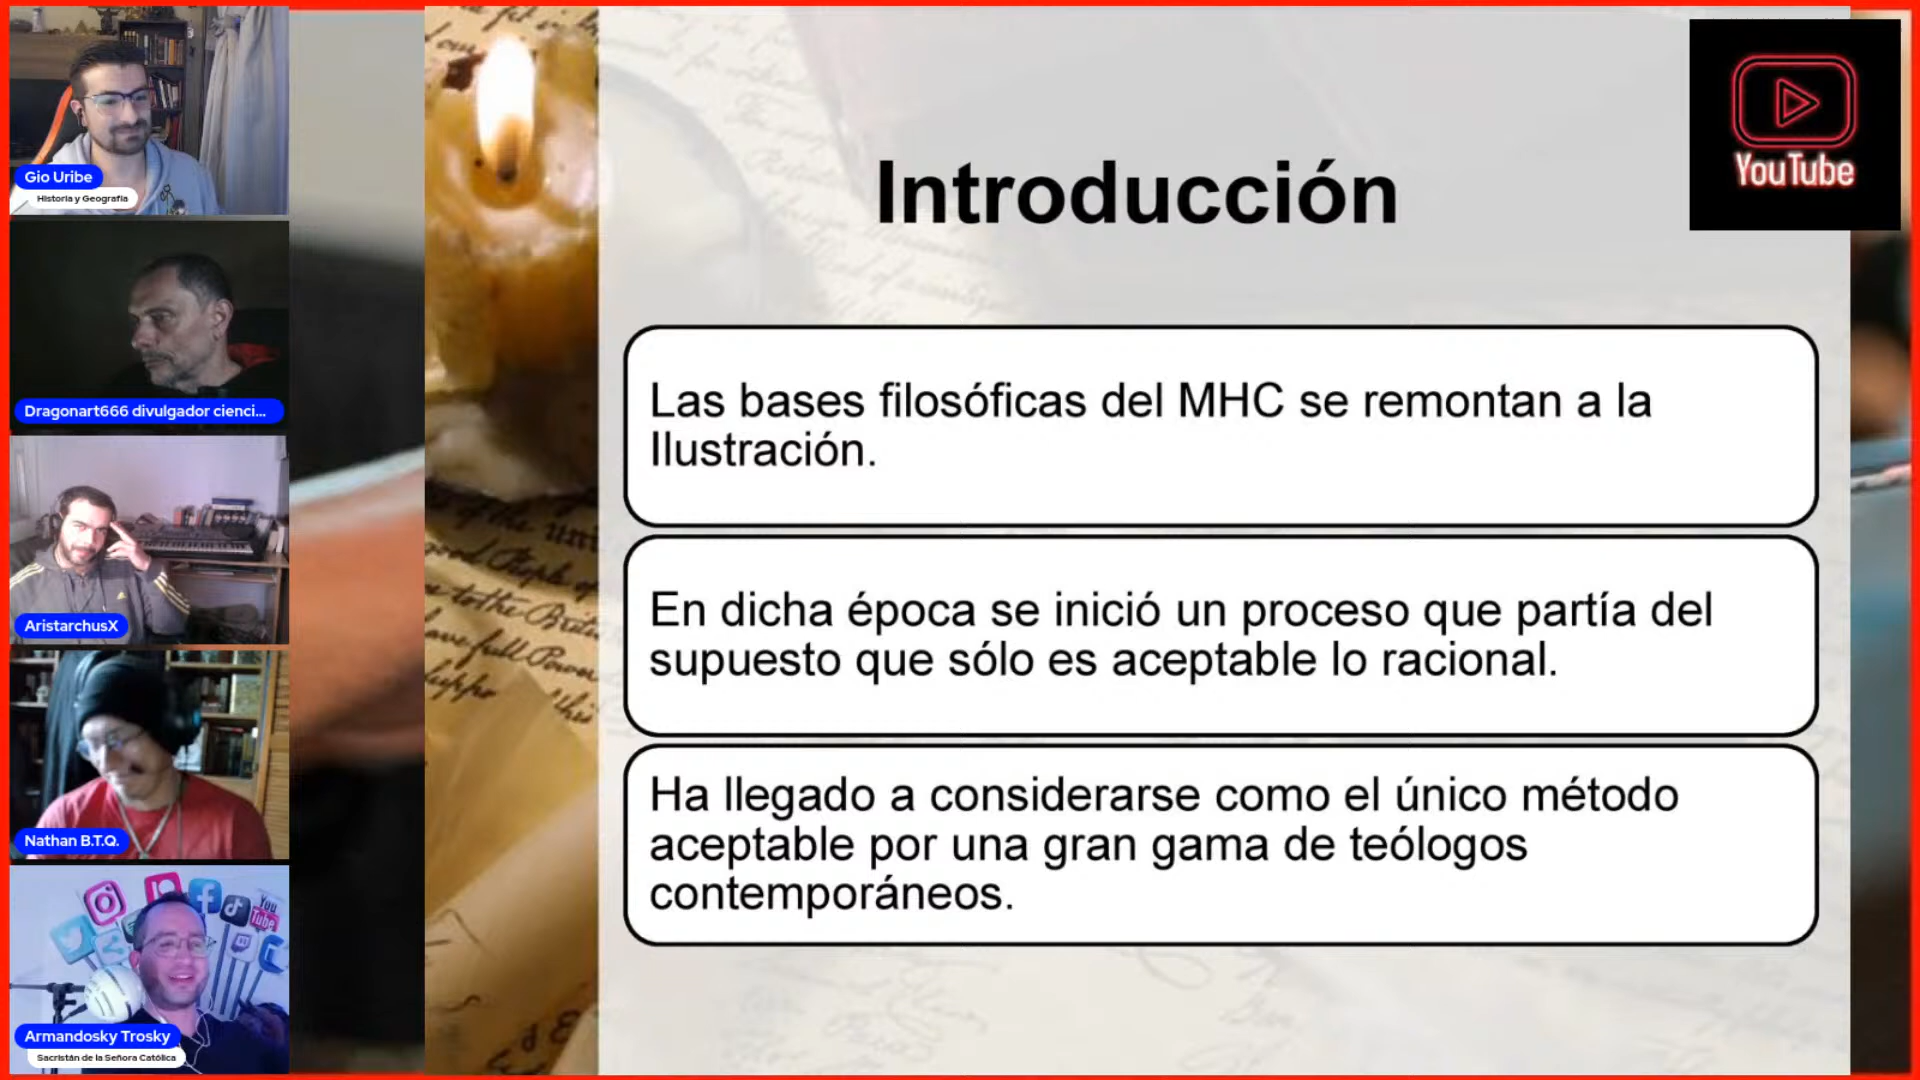 Gio Uribe
Historia y Geografía
Dragonart666 divulgador cienci...
AristarchusX
Nathan B.T.Q.
Armandosky Trosky
Sacristán de la Señora Católica
YouTube
Introducción
Las bases filosóficas del MHC se remontan a la
Ilustración.
En dicha época se inició un proceso que partía del
supuesto que sólo es aceptable lo racional.
Ha llegado a considerarse como el único método
aceptable por una gran gama de teólogos
contemporáneos.
You
Tube